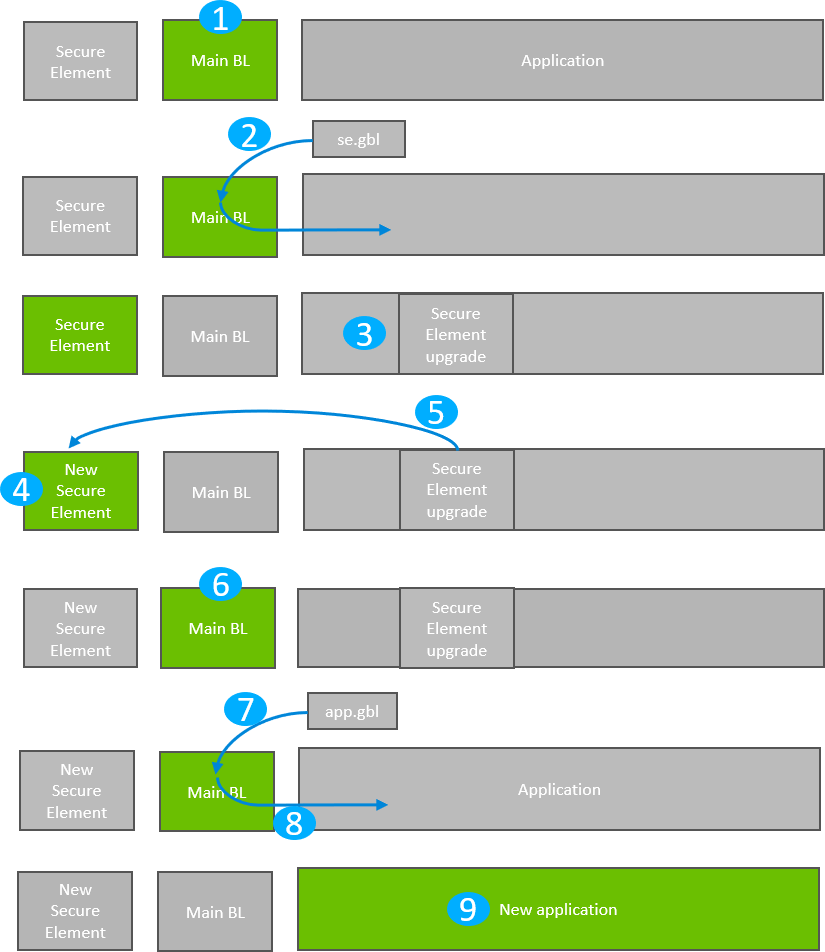 1
Secure
Element
Main BL
Application
2
se.gbl
Secure
Element
Main BL
Secure
Element
Main BL
3
Secure
Element
upgrade
5
4
New
Secure
Element
Main BL
Secure
Element
upgrade
6
New
Secure
Element
Main BL
Secure
Element
upgrade
7
app.gbl
New
Secure
Element
Main BL
8
Application
New
Secure
Element
Main BL
9
New application